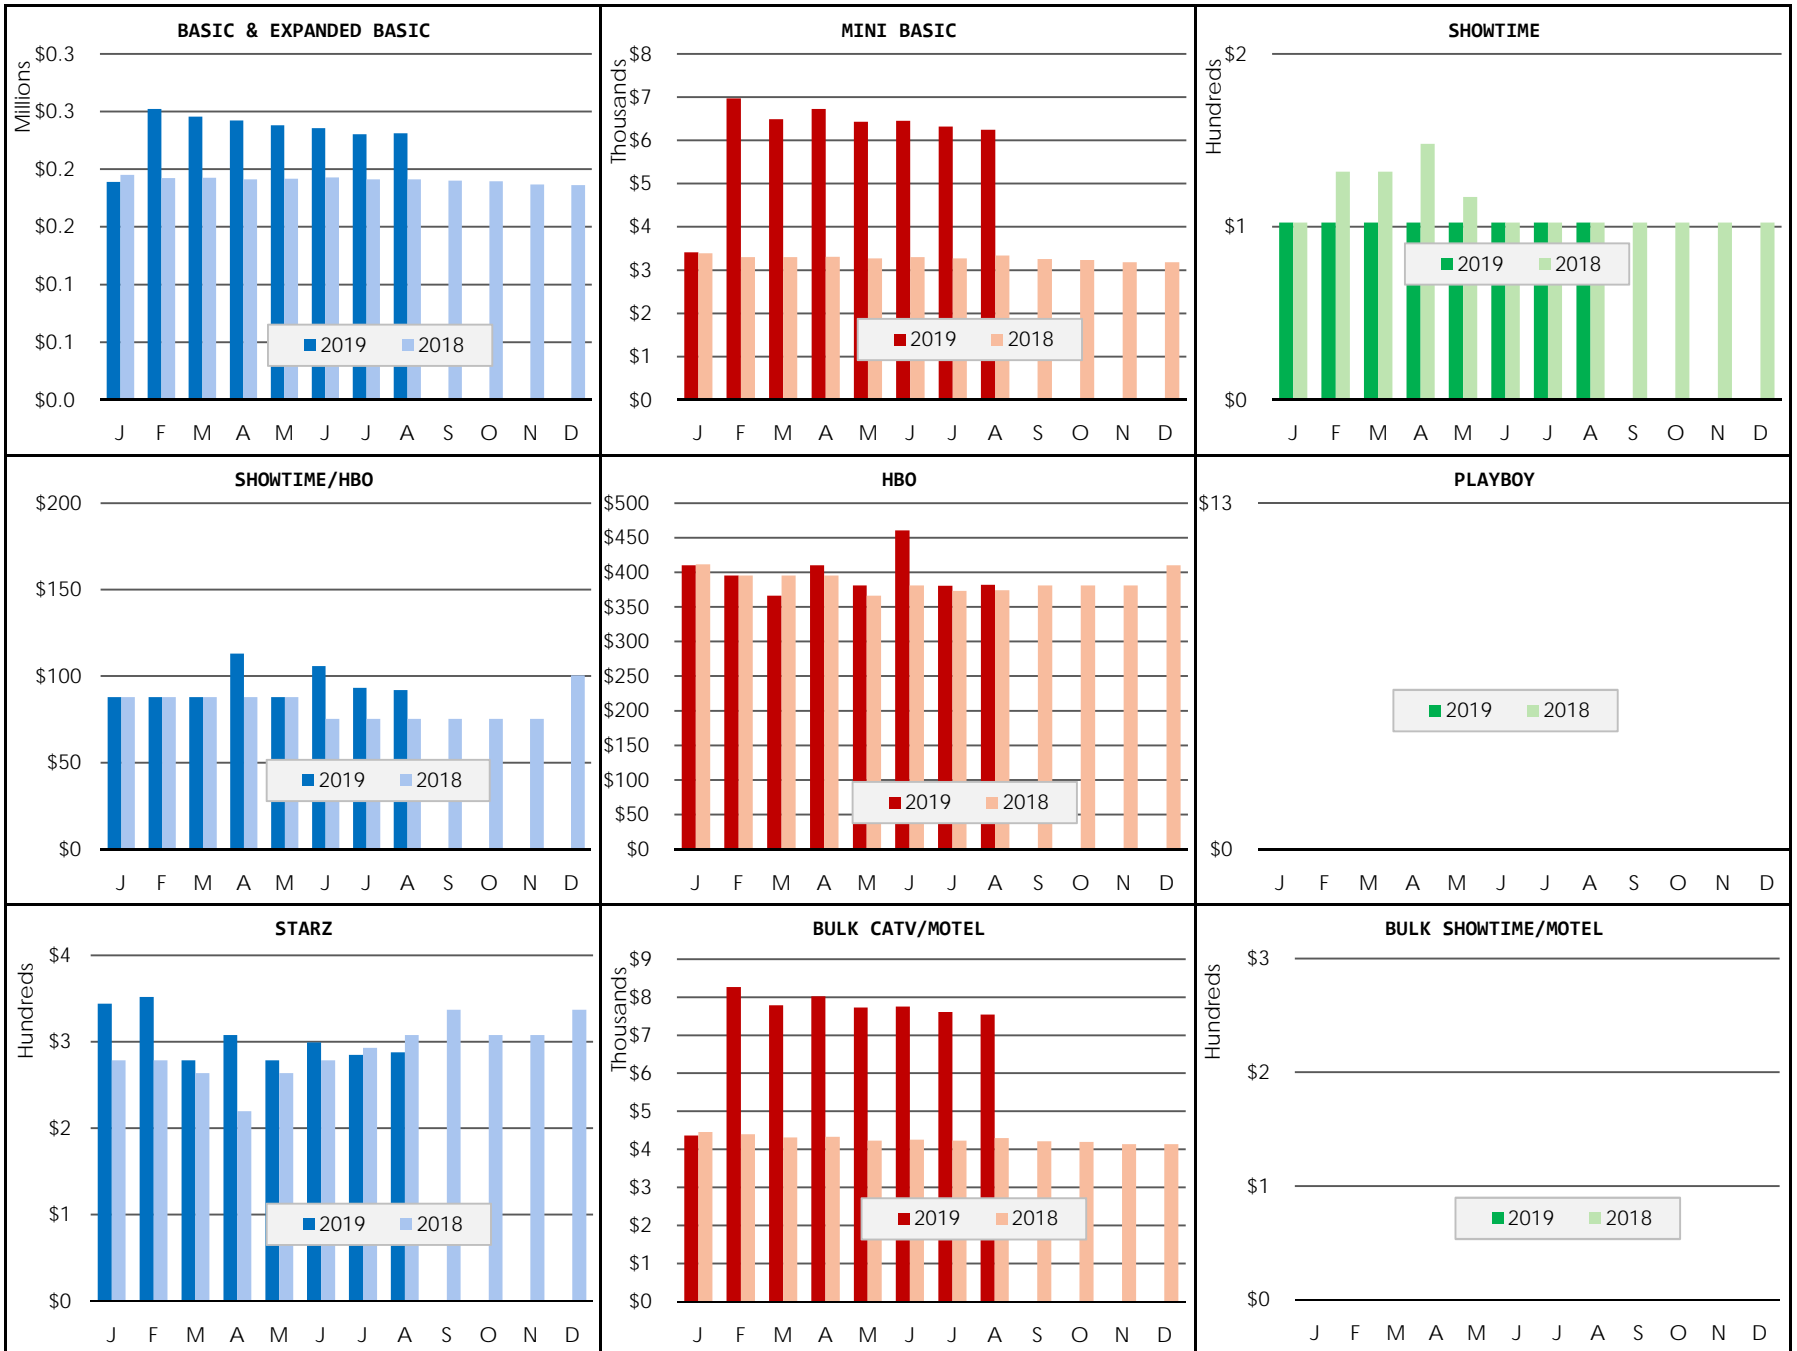 BASIC & EXPANDED BASIC
Millions
$0.3
$0.3
$0.2
$0.2
$0.1
$0.1
$0.0
2019 2018
J F M A M J J A S O N D
MINI BASIC
Thousands
$8
$7
$6
$5
$4
$3
$2
$1
$0
2019 2018
J F M A M J J A S O N D
SHOWTIME
Hundreds
$2
$1
$0
2019 2018
J F M A M J J A S O N D
SHOWTIME/HBO
$200
$150
$100
$50
$0
2019 2018
J F M A M J J A S O N D
HBO
$500
$450
$400
$350
$300
$250
$200
$150
$100
$50
$0
2019 2018
J F M A M J J A S O N D
PLAYBOY
$13
$0
2019 2018
J F M A M J J A S O N D
STARZ
Hundreds
$4
$3
$2
$1
$0
2019 2018
J F M A M J J A S O N D
BULK CATV/MOTEL
Thousands
$9
$8
$7
$6
$5
$4
$3
$2
$1
$0
2019 2018
J F M A M J J A S O N D
BULK SHOWTIME/MOTEL
Hundreds
$3
$2
$1
$0
2019 2018
J F M A M J J A S O N D